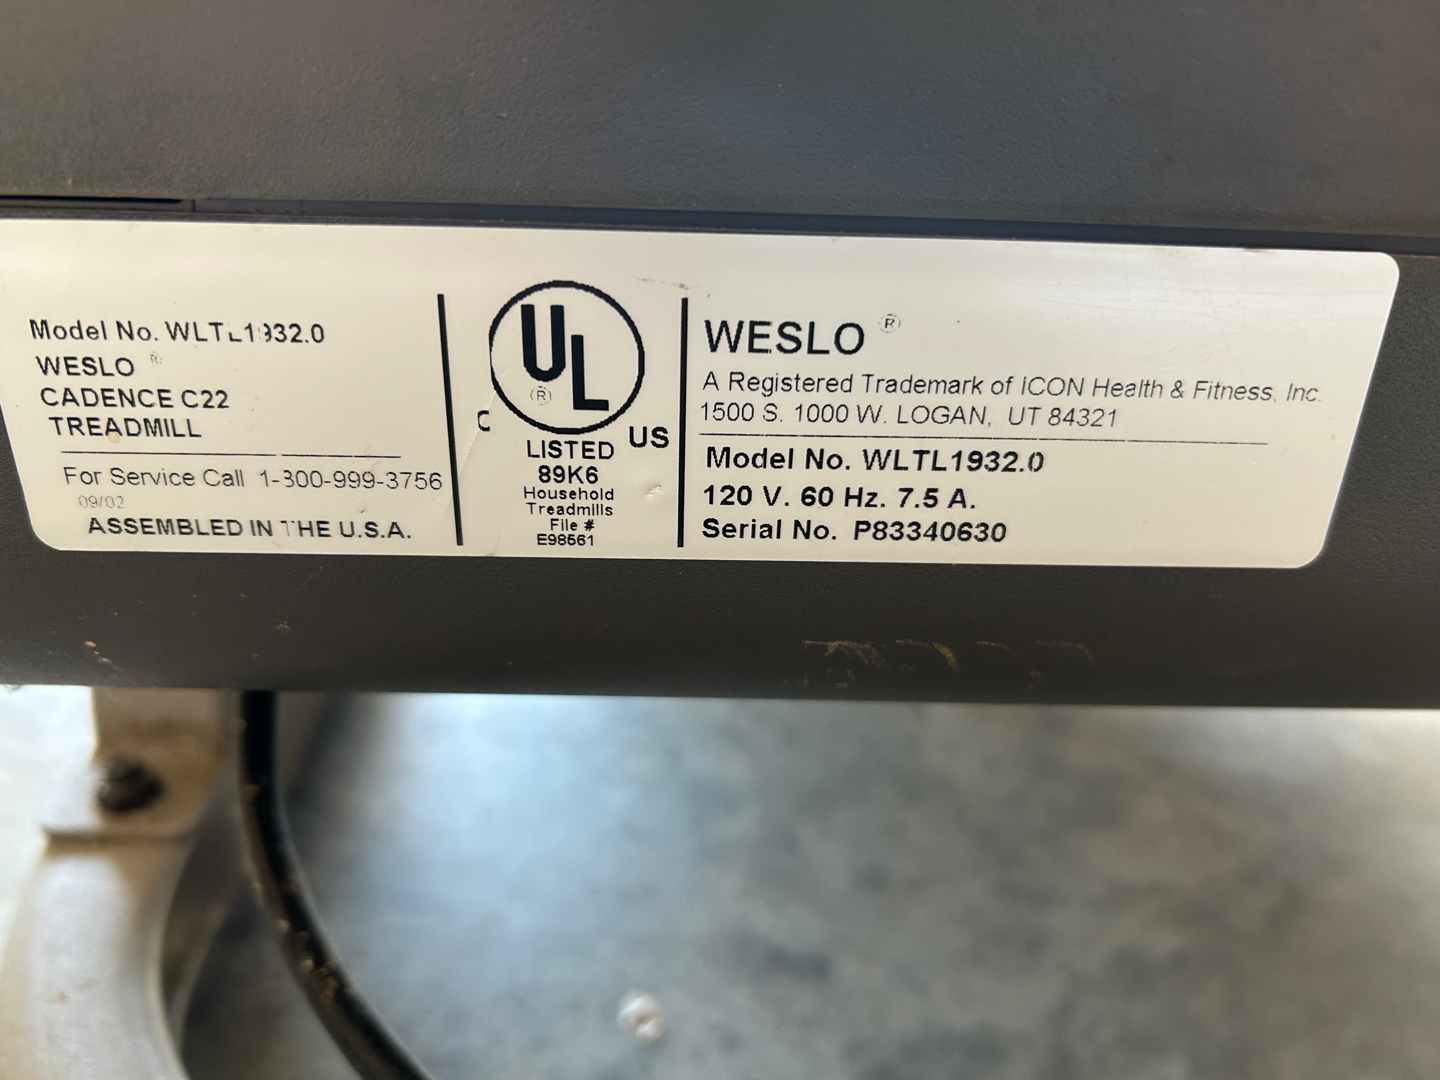 Model No. WLTL1932.0
WESLO ®
CADENCE C22
TREADMILL
For Service Call 1-300-999-3756
09/02
ASSEMBLED IN THE U.S.A.
UL
®
C US
LISTED
89K6
Household
Treadmills
File #
E98561
WESLO ®
A Registered Trademark of ICON Health & Fitness, Inc.
1500 S. 1000 W. LOGAN, UT 84321
Model No. WLTL1932.0
120 V. 60 Hz. 7.5 A.
Serial No. P83340630